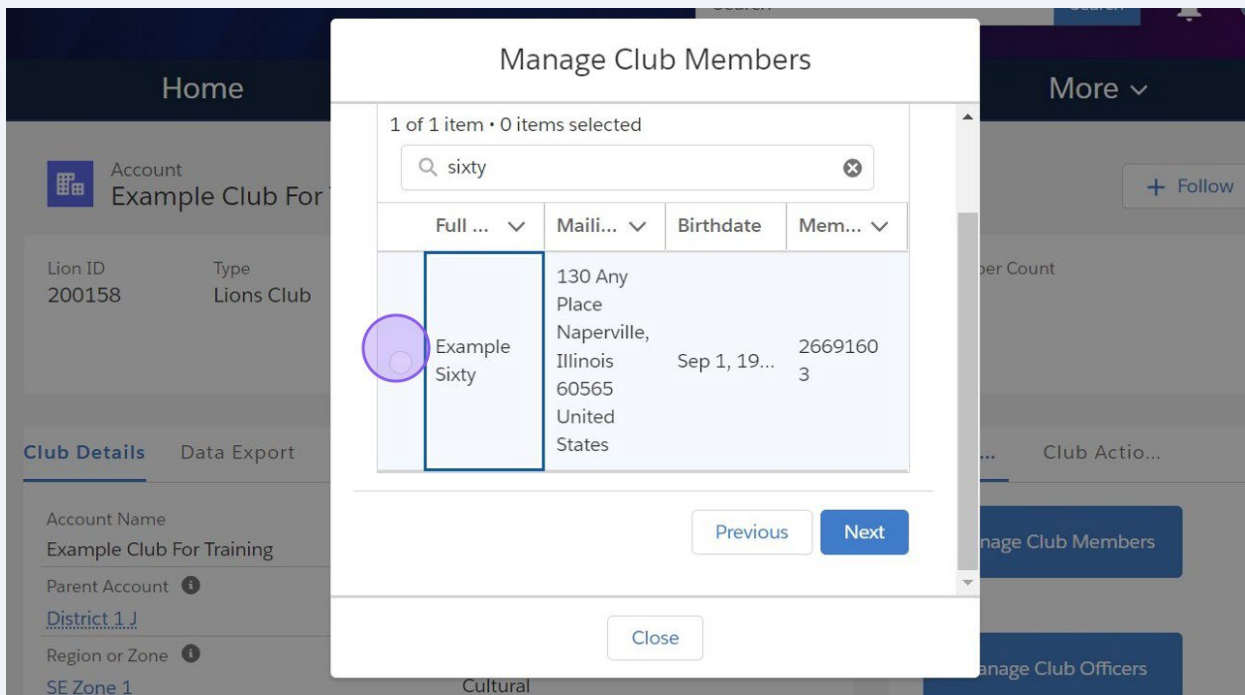 Search
Search
Manage Club Members
Home
More
1 of 1 item • 0 items selected
sixty
Account
Example Club For
+ Follow
Full ...
Maili...
Birthdate
Mem...
Lion ID
200158
Type
Lions Club
per Count
Example
Sixty
130 Any
Place
Naperville,
Illinois
60565
United
States
Sep 1, 19...
2669160
3
Club Details
Data Export
...
Club Actio...
Previous
Next
Account Name
Example Club For Training
nage Club Members
Parent Account
District 1 J
Close
Region or Zone
SE Zone 1
Cultural
anage Club Officers